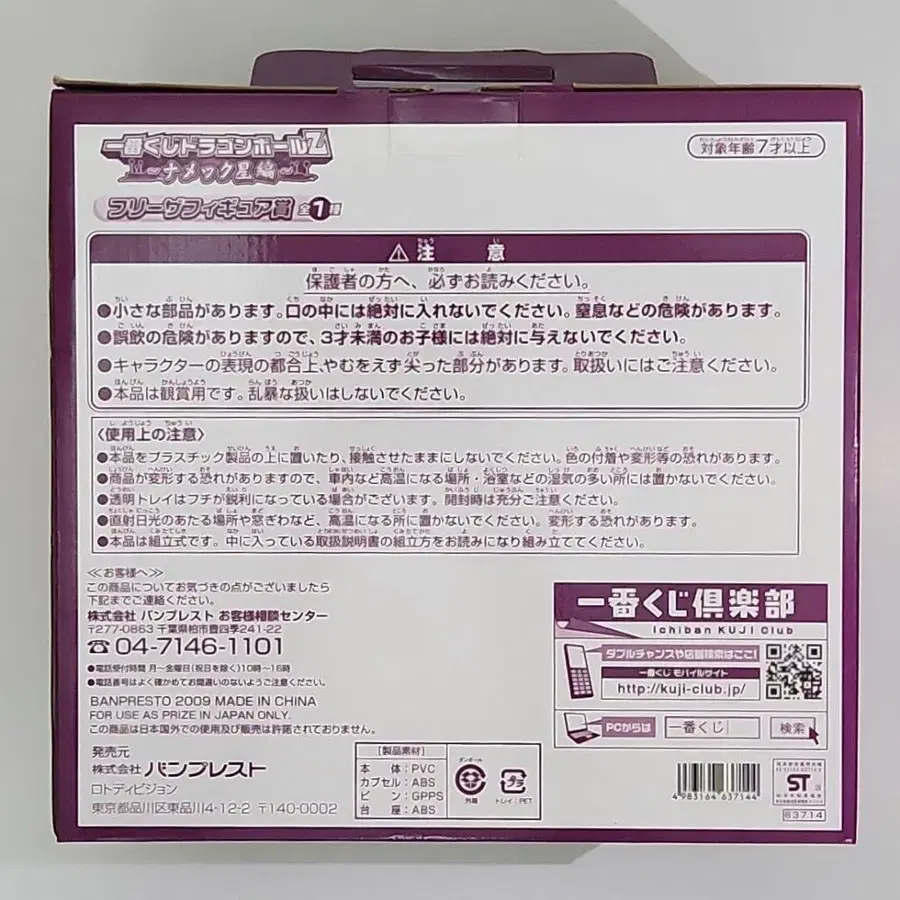 一番くじドラゴンボールZ
～ナメック星編～
フリーザフィギュア賞 全1種
対象年齢7才以上
⚠注意
保護者の方へ、必ずお読みください。
●小さな部品があります。口の中には絶対に入れないでください。窒息などの危険があります。
●誤飲の危険がありますので、3才未満のお子様には絶対に与えないでください。
●キャラクターの表現の都合上、やむをえず尖った部分があります。取扱いにはご注意ください。
●本品は観賞用です。乱暴な扱いはしないでください。
〈使用上の注意〉
●本品をプラスチック製品の上に置いたり、接触させたままにしないでください。色の付着や変形等の恐れがあります。
●商品が変形する恐れがありますので、車内など高温になる場所・浴室などの湿気の多い所には置かないでください。
●透明トレイはフチが鋭利になっている場合がございます。開封時は充分ご注意ください。
●直射日光のあたる場所や窓ぎわなど、高温になる所に置かないでください。変形する恐れがあります。
●本品は組立式です。中に入っている取扱説明書の組立方をお読みになり組み立ててください。
≪お客様へ≫
この商品についてお気づきの点がございましたら
下記までご連絡ください。
株式会社 バンプレスト お客様相談センター
〒277-0863 千葉県柏市豊四季241-22
☎04-7146-1101
●電話受付時間 月～金曜日(祝日を除く)10時～16時
●電話番号はよく確かめてお間違いのないようにご注意ください。
BANPRESTO 2009 MADE IN CHINA
FOR USE AS PRIZE IN JAPAN ONLY.
この商品は日本国外での使用及び販売は許諾されておりません。
発売元
株式会社 バンプレスト
ロトディビジョン
東京都品川区東品川4-12-2 〒140-0002
[製品素材]
本体:PVC
カプセル:ABS
ピン:GPPS
台座:ABS
ダンボール
外箱
プラ
トレイ:PET
一番くじ倶楽部
Ichiban KUJI Club
ダブルチャンスや店舗検索はここ!
一番くじ モバイルサイト
http://kuji-club.jp/
PCからは 一番くじ 検索
4 983164 637144
ST
63714